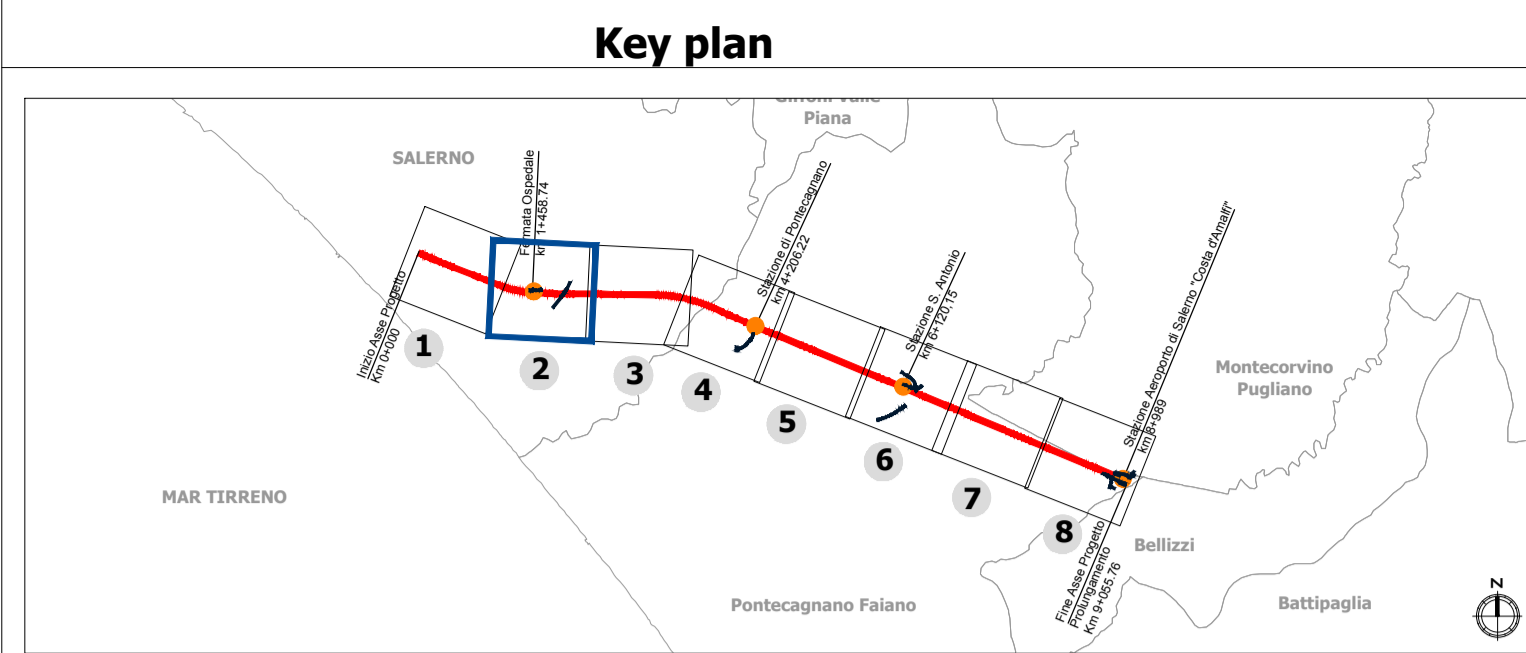 Key plan
Giffoni Valle
Piana
SALERNO
Fermata Ospedale
km 1+458.74
Stazione di Pontecagnano
km 4+206.22
Stazione S. Antonio
km 6+120,15
Stazione Aeroporto di Salerno "Costa d'Amalfi"
km 8+989
Inizio Asse Progetto
Km 0+000
1
2
3
4
5
6
7
8
Montecorvino
Pugliano
MAR TIRRENO
Fine Asse Progetto
Prolungamento
Km 9+055.76
Bellizzi
Pontecagnano Faiano
Battipaglia
N